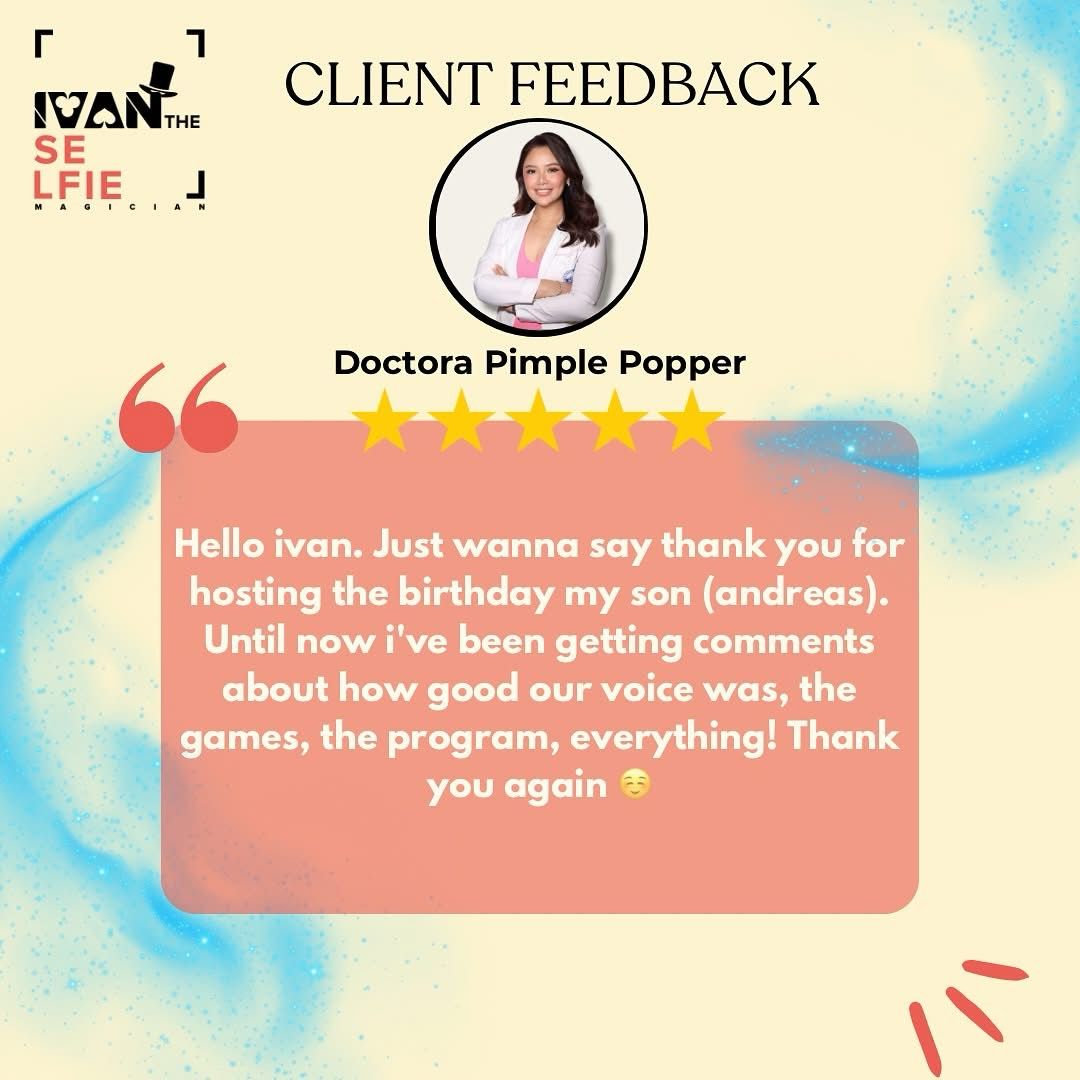 IVAN THE
SE
LFIE
MAGICIAN
CLIENT FEEDBACK
Doctora Pimple Popper
Hello ivan. Just wanna say thank you for
hosting the birthday my son (andreas).
Until now i've been getting comments
about how good our voice was, the
games, the program, everything! Thank
you again ☺️